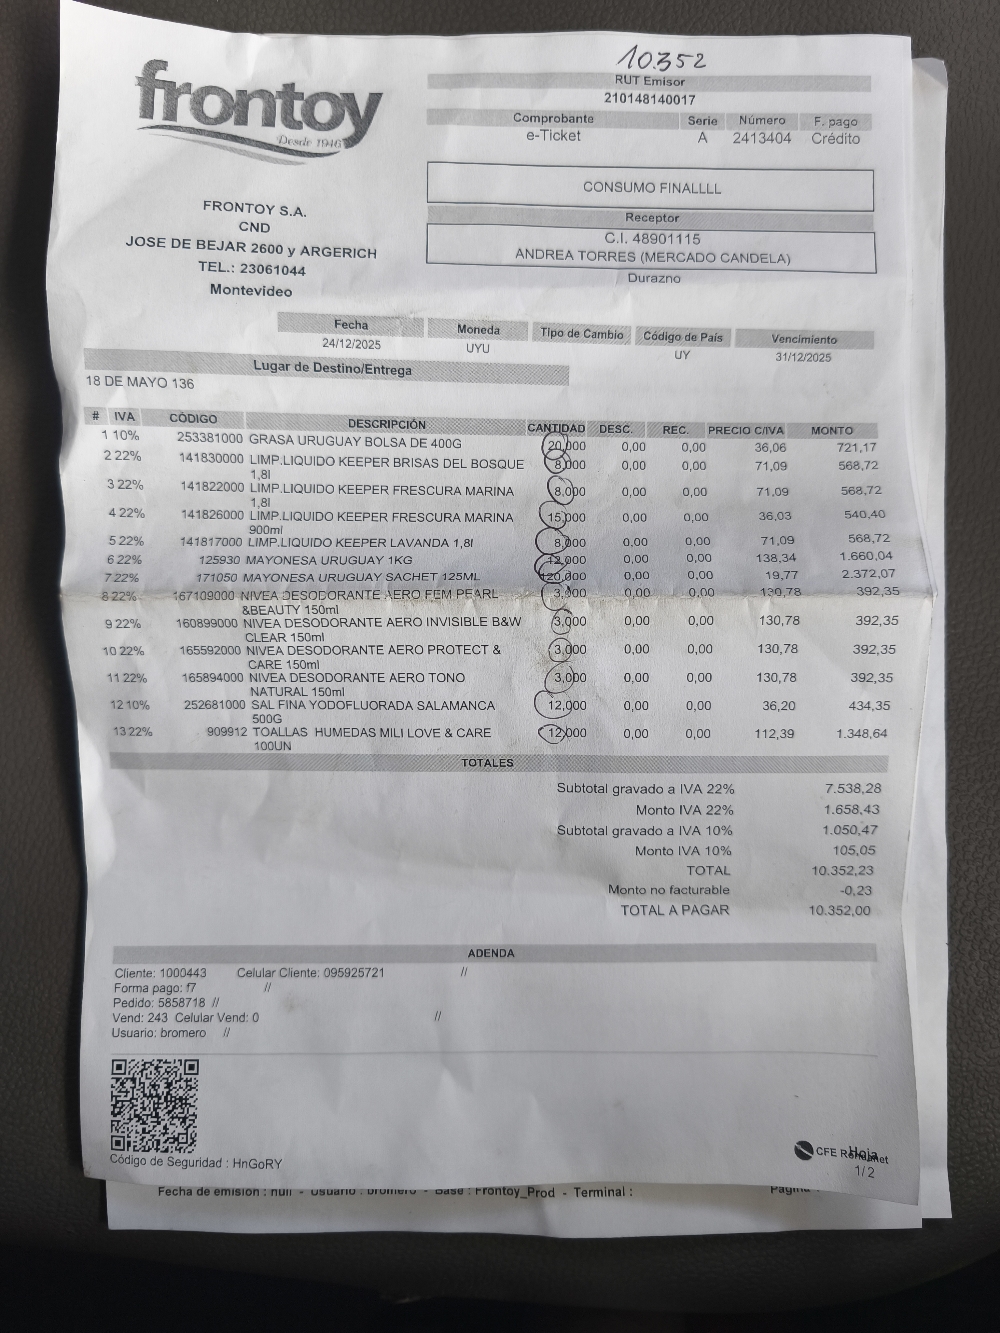 10.352
frontoy
Desde 1946
RUT Emisor
210148140017
Comprobante Serie Número F. pago
e-Ticket A 2413404 Crédito
CONSUMO FINALLLL
Receptor
C.I. 48901115
ANDREA TORRES (MERCADO CANDELA)
Durazno
FRONTOY S.A.
CND
JOSE DE BEJAR 2600 y ARGERICH
TEL.: 23061044
Montevideo
Fecha Moneda Tipo de Cambio Código de País Vencimiento
24/12/2025 UYU UY 31/12/2025
Lugar de Destino/Entrega
18 DE MAYO 136
# IVA CÓDIGO DESCRIPCIÓN CANTIDAD DESC. REC. PRECIO C/IVA MONTO
1 10% 253381000 GRASA URUGUAY BOLSA DE 400G 20,000 0,00 0,00 36,06 721,17
2 22% 141830000 LIMP.LIQUIDO KEEPER BRISAS DEL BOSQUE 8,000 0,00 0,00 71,09 568,72
1,8l
3 22% 141822000 LIMP.LIQUIDO KEEPER FRESCURA MARINA 8,000 0,00 0,00 71,09 568,72
1,8l
4 22% 141826000 LIMP.LIQUIDO KEEPER FRESCURA MARINA 15,000 0,00 0,00 36,03 540,40
900ml
5 22% 141817000 LIMP.LIQUIDO KEEPER LAVANDA 1,8l 8,000 0,00 0,00 71,09 568,72
6 22% 125930 MAYONESA URUGUAY 1KG 12,000 0,00 0,00 138,34 1.660,04
7 22% 171050 MAYONESA URUGUAY SACHET 125ML 120,000 0,00 0,00 19,77 2.372,07
8 22% 167109000 NIVEA DESODORANTE AERO FEM PEARL 3,000 0,00 0,00 130,78 392,35
&BEAUTY 150ml
9 22% 160899000 NIVEA DESODORANTE AERO INVISIBLE B&W 3,000 0,00 0,00 130,78 392,35
CLEAR 150ml
10 22% 165592000 NIVEA DESODORANTE AERO PROTECT & 3,000 0,00 0,00 130,78 392,35
CARE 150ml
11 22% 165894000 NIVEA DESODORANTE AERO TONO 3,000 0,00 0,00 130,78 392,35
NATURAL 150ml
12 10% 252681000 SAL FINA YODOFLUORADA SALAMANCA 12,000 0,00 0,00 36,20 434,35
500G
13 22% 909912 TOALLAS HUMEDAS MILI LOVE & CARE 12,000 0,00 0,00 112,39 1.348,64
100UN
TOTALES
Subtotal gravado a IVA 22% 7.538,28
Monto IVA 22% 1.658,43
Subtotal gravado a IVA 10% 1.050,47
Monto IVA 10% 105,05
TOTAL 10.352,23
Monto no facturable -0,23
TOTAL A PAGAR 10.352,00
ADENDA
Cliente: 1000443 Celular Cliente: 095925721 //
Forma pago: f7 //
Pedido: 5858718 //
Vend: 243 Celular Vend: 0 //
Usuario: bromero //
Código de Seguridad : HnGoRY
CFE
Hoja
1/2
Fecha de emision : null - Usuario : bromero - Base : Frontoy_Prod - Terminal :